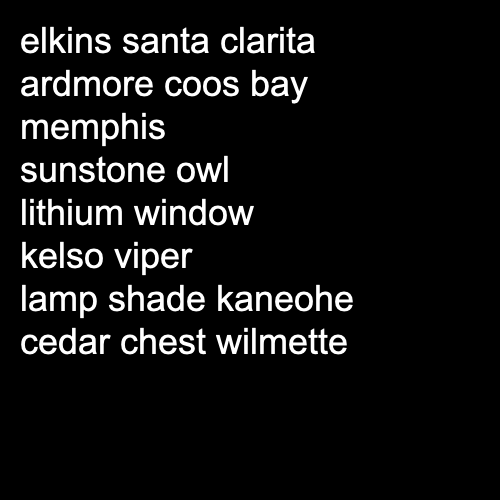 elkins santa clarita
ardmore coos bay
memphis
sunstone owl
lithium window
kelso viper
lamp shade kaneohe
cedar chest wilmette